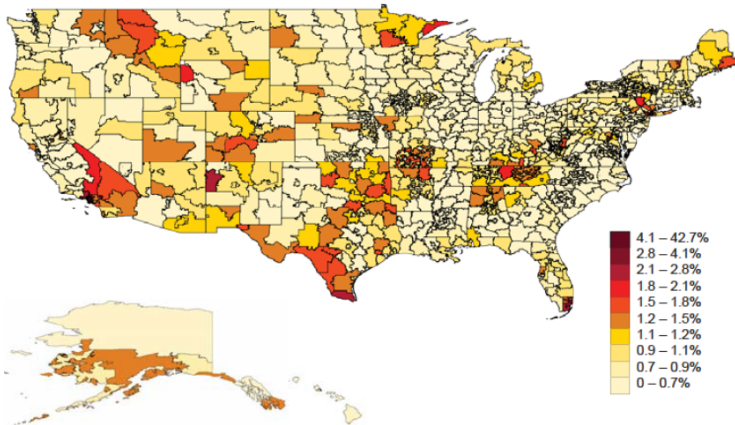 4.1 – 42.7%
2.8 – 4.1%
2.1 – 2.8%
1.8 – 2.1%
1.5 – 1.8%
1.2 – 1.5%
1.1 – 1.2%
0.9 – 1.1%
0.7 – 0.9%
0 – 0.7%